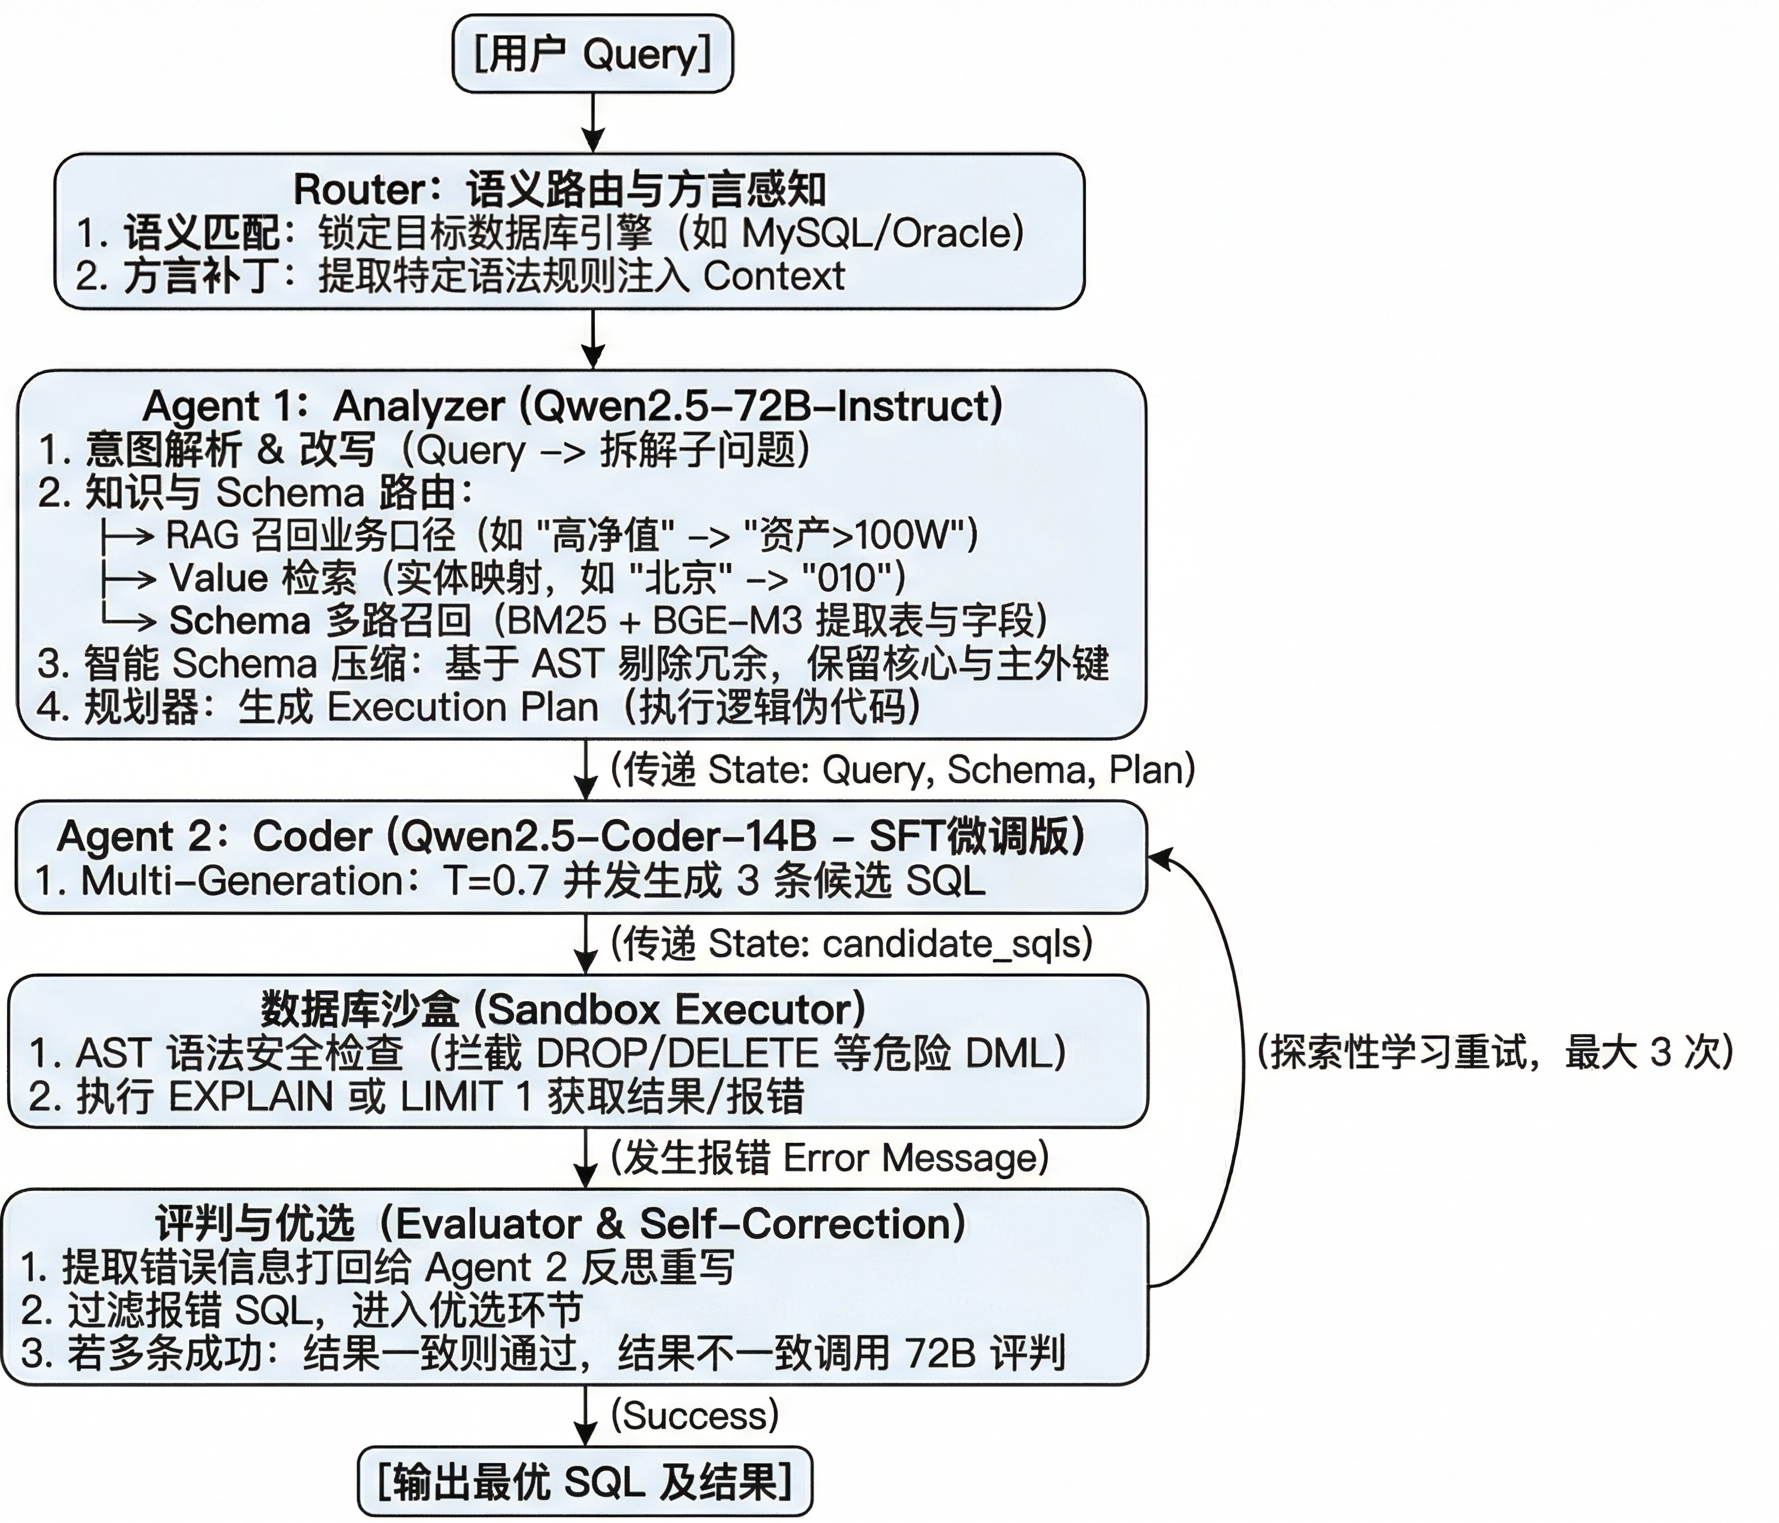 [用户 Query]
Router：语义路由与方言感知
1. 语义匹配：锁定目标数据库引擎（如 MySQL/Oracle）
2. 方言补丁：提取特定语法规则注入 Context
Agent 1：Analyzer (Qwen2.5-72B-Instruct)
1. 意图解析 & 改写（Query -> 拆解子问题）
2. 知识与 Schema 路由：
├─> RAG 召回业务口径（如 "高净值" -> "资产>100W"）
├─> Value 检索（实体映射，如 "北京" -> "010"）
└─> Schema 多路召回（BM25 + BGE-M3 提取表与字段）
3. 智能 Schema 压缩：基于 AST 剔除冗余，保留核心与主外键
4. 规划器：生成 Execution Plan（执行逻辑伪代码）
(传递 State: Query, Schema, Plan)
Agent 2：Coder (Qwen2.5-Coder-14B - SFT微调版)
1. Multi-Generation：T=0.7 并发生成 3 条候选 SQL
(传递 State: candidate_sqls)
数据库沙盒 (Sandbox Executor)
1. AST 语法安全检查（拦截 DROP/DELETE 等危险 DML）
2. 执行 EXPLAIN 或 LIMIT 1 获取结果/报错
(探索性学习重试，最大 3 次)
(发生报错 Error Message)
评判与优选（Evaluator & Self-Correction）
1. 提取错误信息打回给 Agent 2 反思重写
2. 过滤报错 SQL，进入优选环节
3. 若多条成功：结果一致则通过，结果不一致调用 72B 评判
(Success)
[输出最优 SQL 及结果]